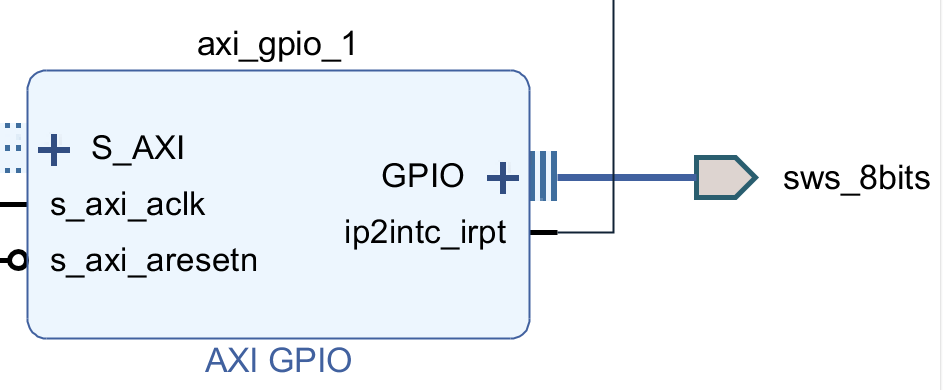 axi_gpio_1
S_AXI
GPIO
sws_8bits
s_axi_aclk
ip2intc_irpt
s_axi_aresetn
AXI GPIO